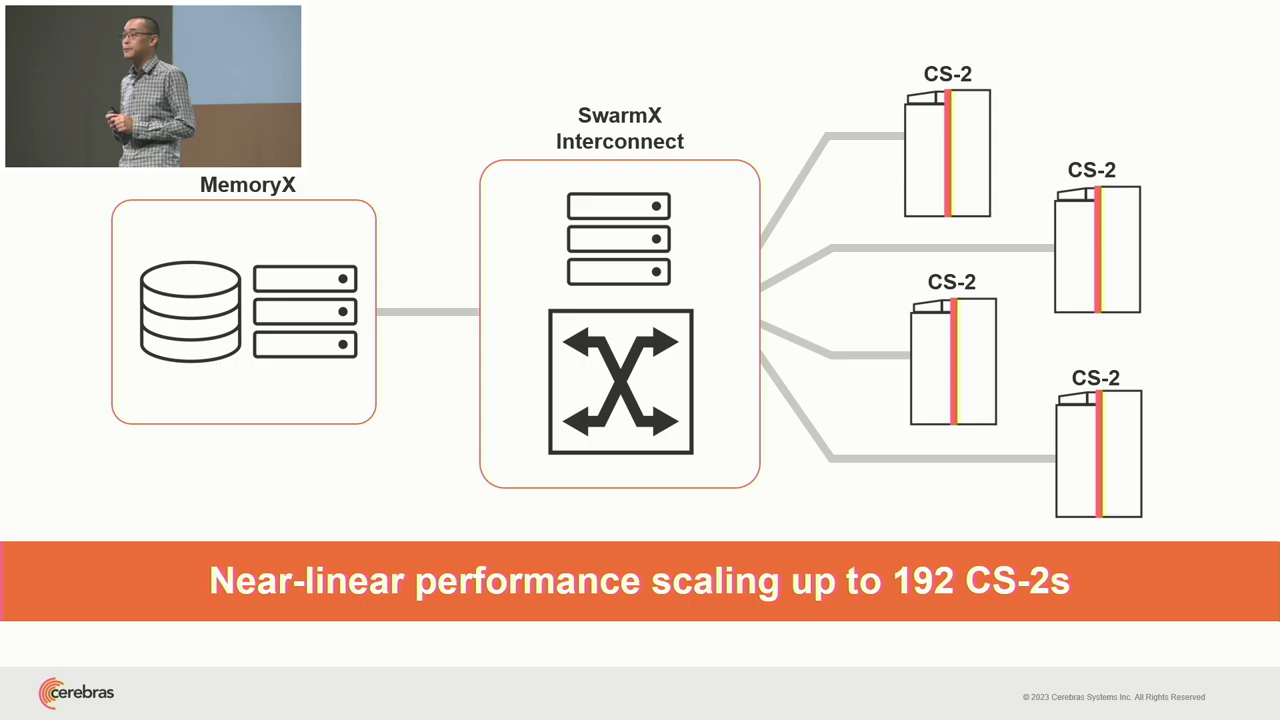 MemoryX
SwarmX
Interconnect
CS-2
CS-2
CS-2
CS-2
Near-linear performance scaling up to 192 CS-2s
cerebras
© 2023 Cerebras Systems Inc. All Rights Reserved